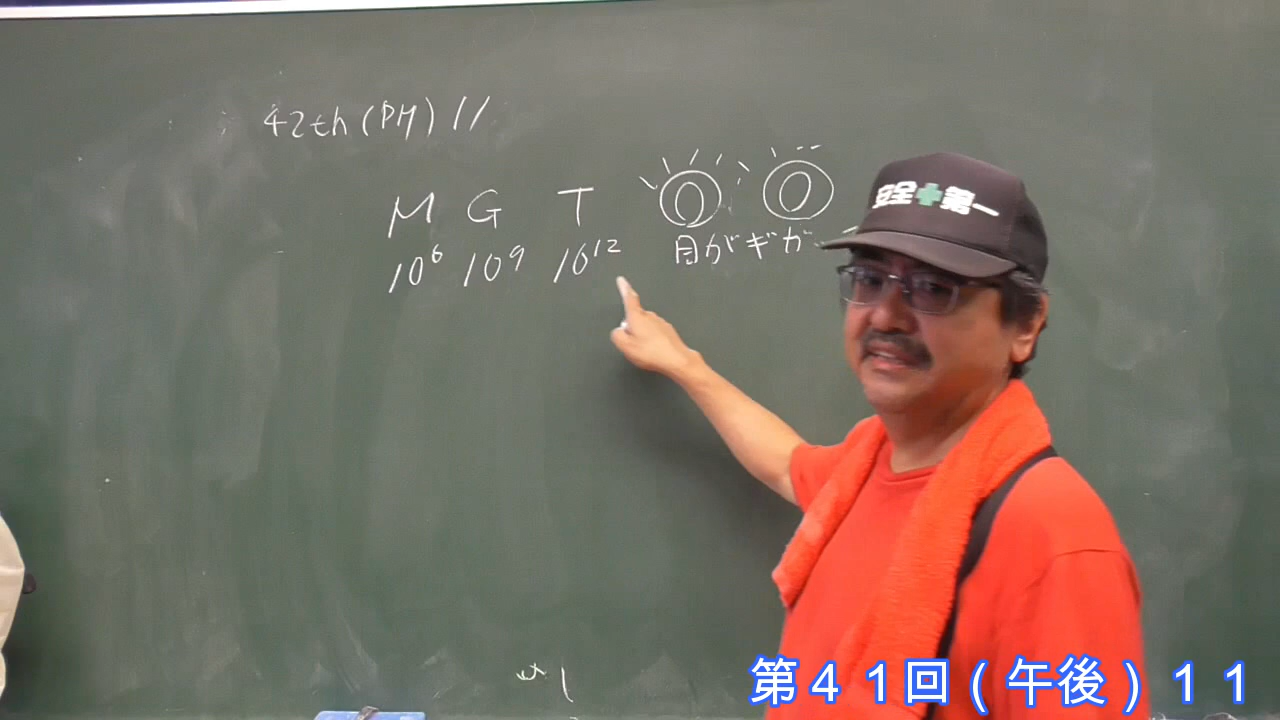 42th(PM)11
M G T
10⁶ 10⁹ 10¹²
目がギガ
安全＋第一
第41回(午後)11